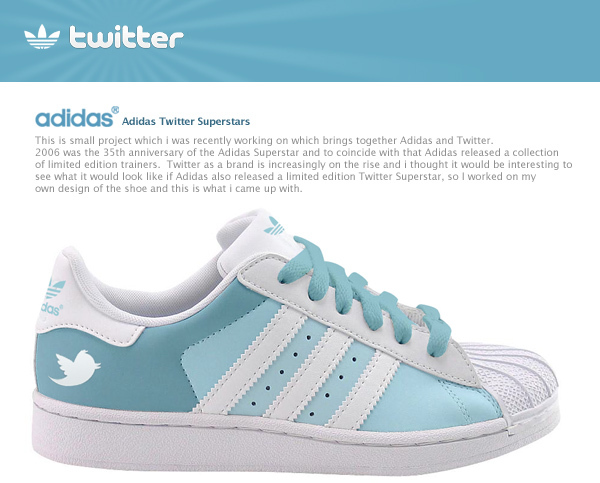 twitter
adidas® Adidas Twitter Superstars
This is small project which i was recently working on which brings together Adidas and Twitter.
2006 was the 35th anniversary of the Adidas Superstar and to coincide with that Adidas released a collection
of limited edition trainers. Twitter as a brand is increasingly on the rise and i thought it would be interesting to
see what it would look like if Adidas also released a limited edition Twitter Superstar, so I worked on my
own design of the shoe and this is what i came up with.
adidas